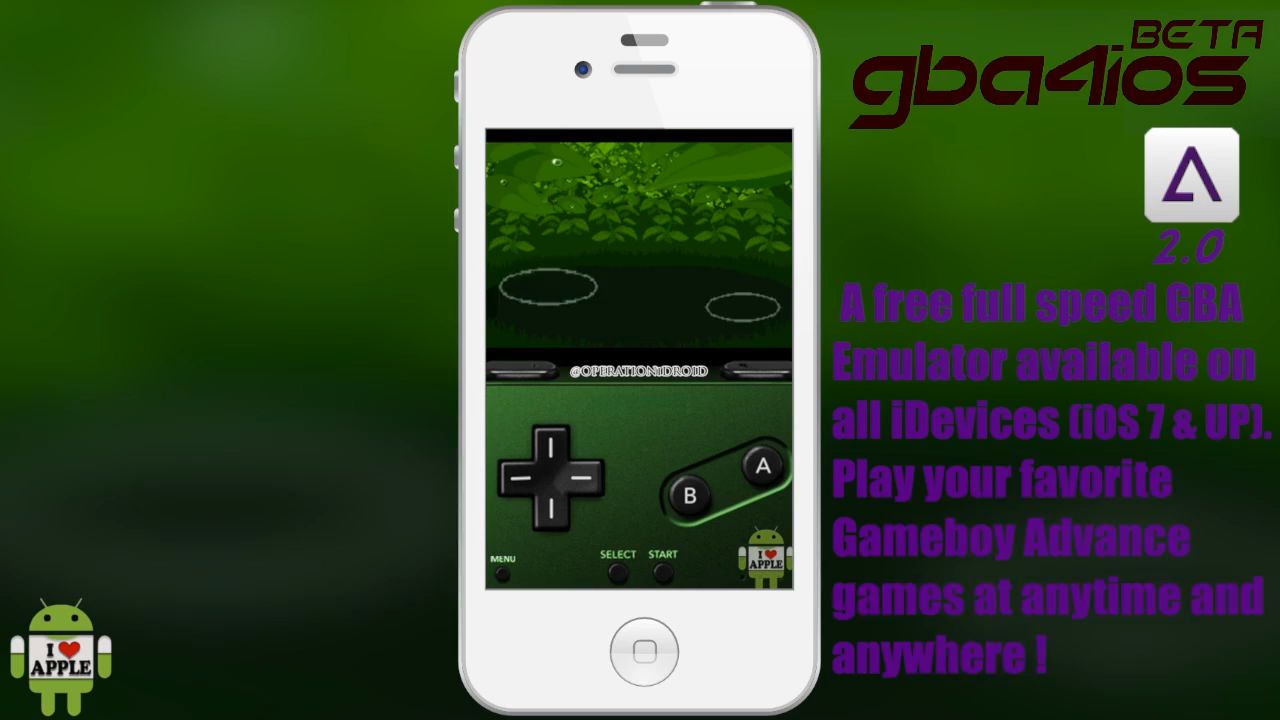 BETA
gba4ios
2.0
A free full speed GBA
Emulator available on
all iDevices (iOS 7 & UP).
Play your favorite
Gameboy Advance
games at anytime and
anywhere !
@OPERATION1DROID
A
B
SELECT START
MENU
I ♥
APPLE
I ♥
APPLE